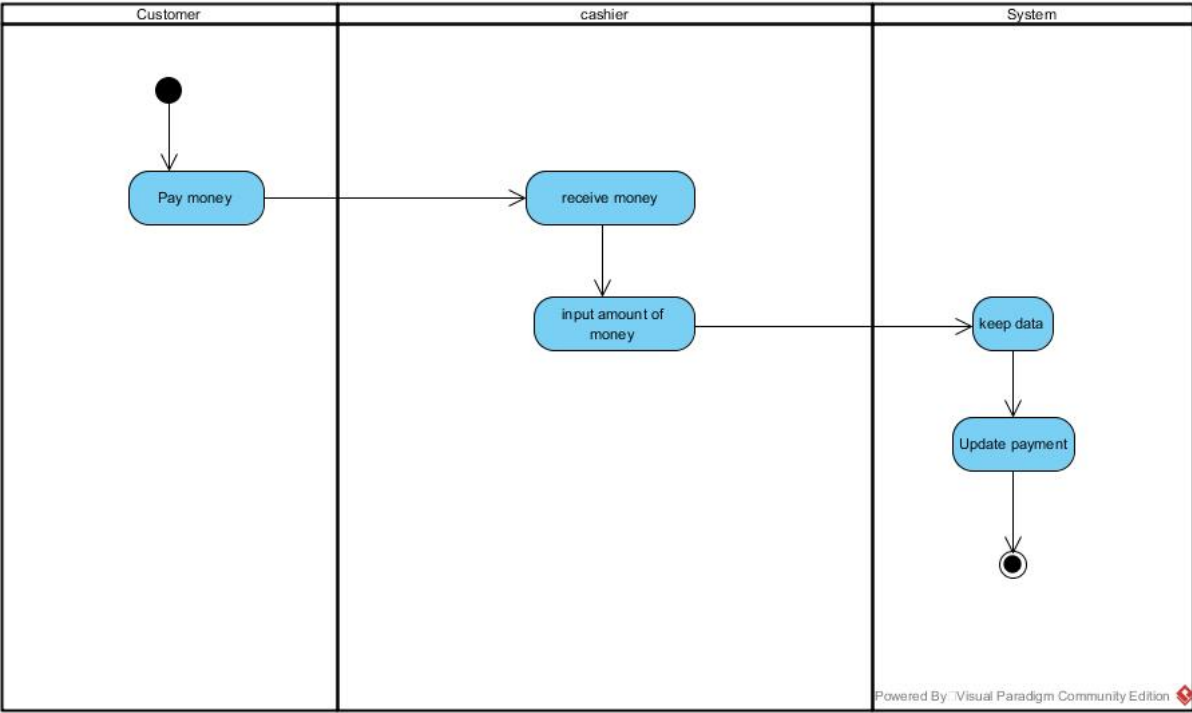 Customer
cashier
System
Pay money
receive money
input amount of
money
keep data
Update payment
Powered By Visual Paradigm Community Edition